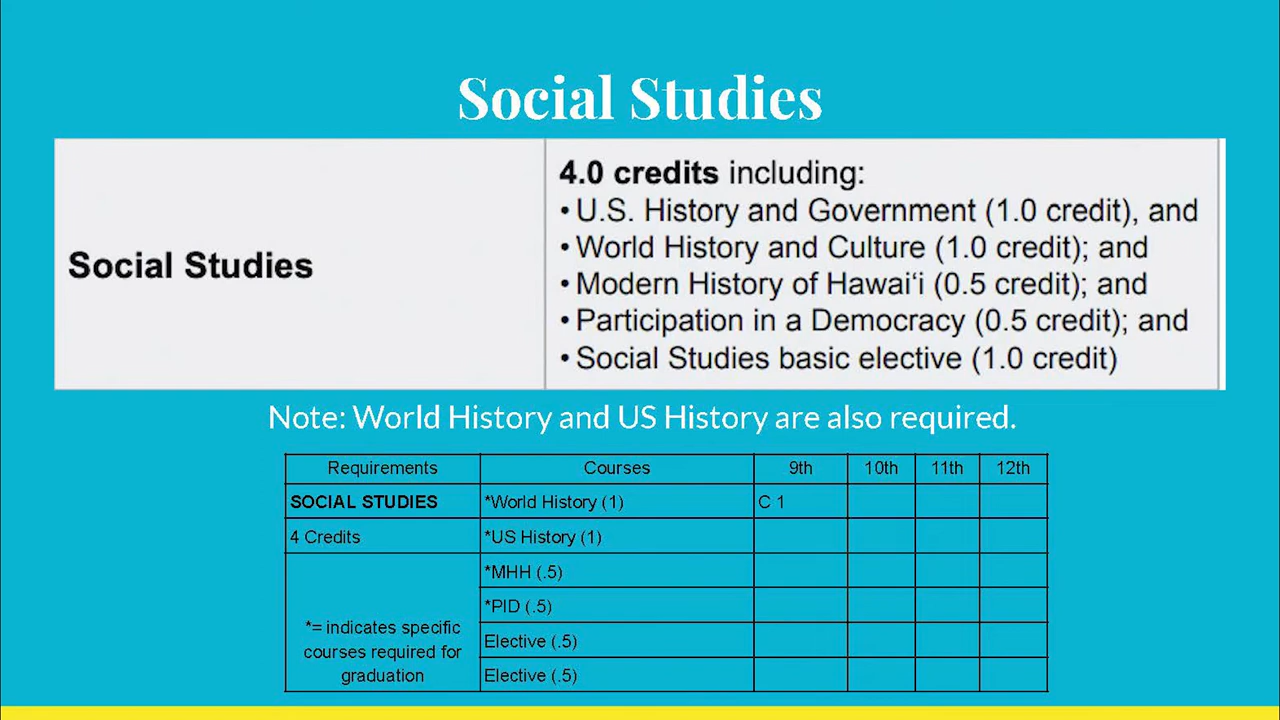 Social Studies
Social Studies
4.0 credits including:
• U.S. History and Government (1.0 credit), and
• World History and Culture (1.0 credit); and
• Modern History of Hawai‘i (0.5 credit); and
• Participation in a Democracy (0.5 credit); and
• Social Studies basic elective (1.0 credit)
Note: World History and US History are also required.
Requirements Courses 9th 10th 11th 12th
SOCIAL STUDIES *World History (1) C 1
4 Credits *US History (1)
*MHH (.5)
*PID (.5)
*= indicates specific
courses required for
graduation
Elective (.5)
Elective (.5)